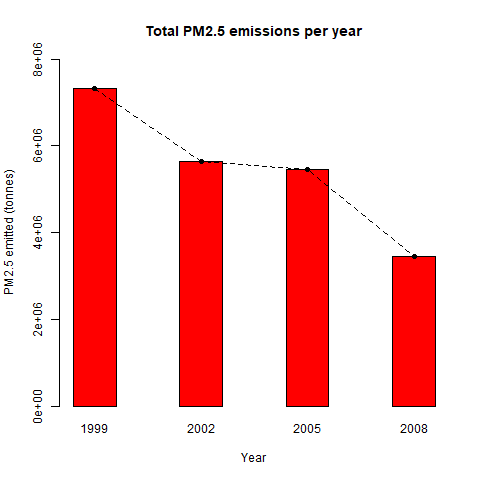 Total PM2.5 emissions per year
8e+06
6e+06
4e+06
2e+06
0e+00
PM2.5 emitted (tonnes)
1999 2002 2005 2008
Year